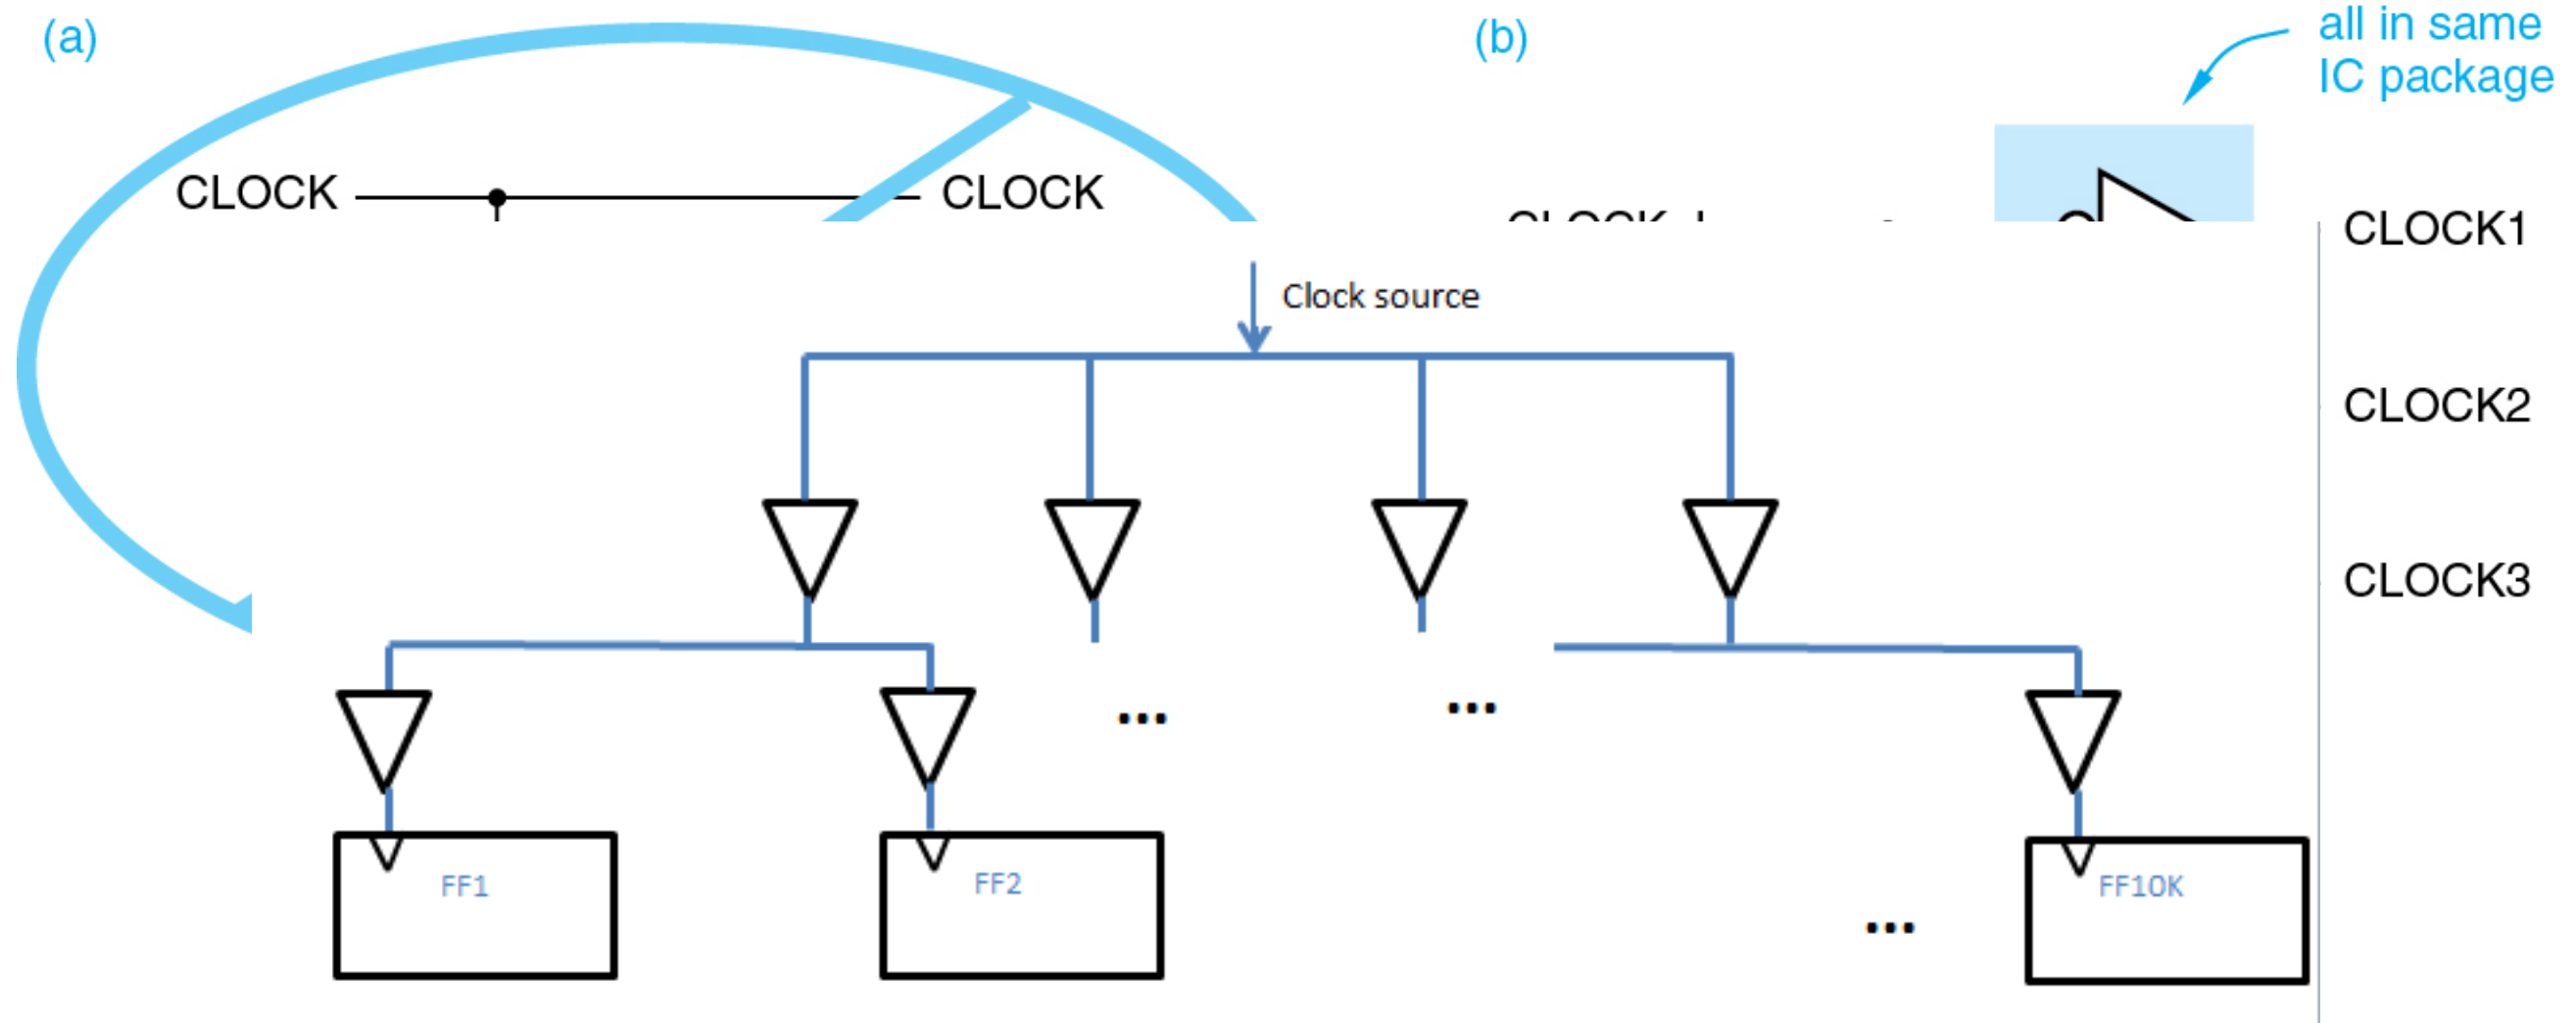 (a)
(b)
all in same
IC package
CLOCK
CLOCK
CLOCK1
Clock source
CLOCK2
CLOCK3
...
...
FF1
FF2
FF10K
...